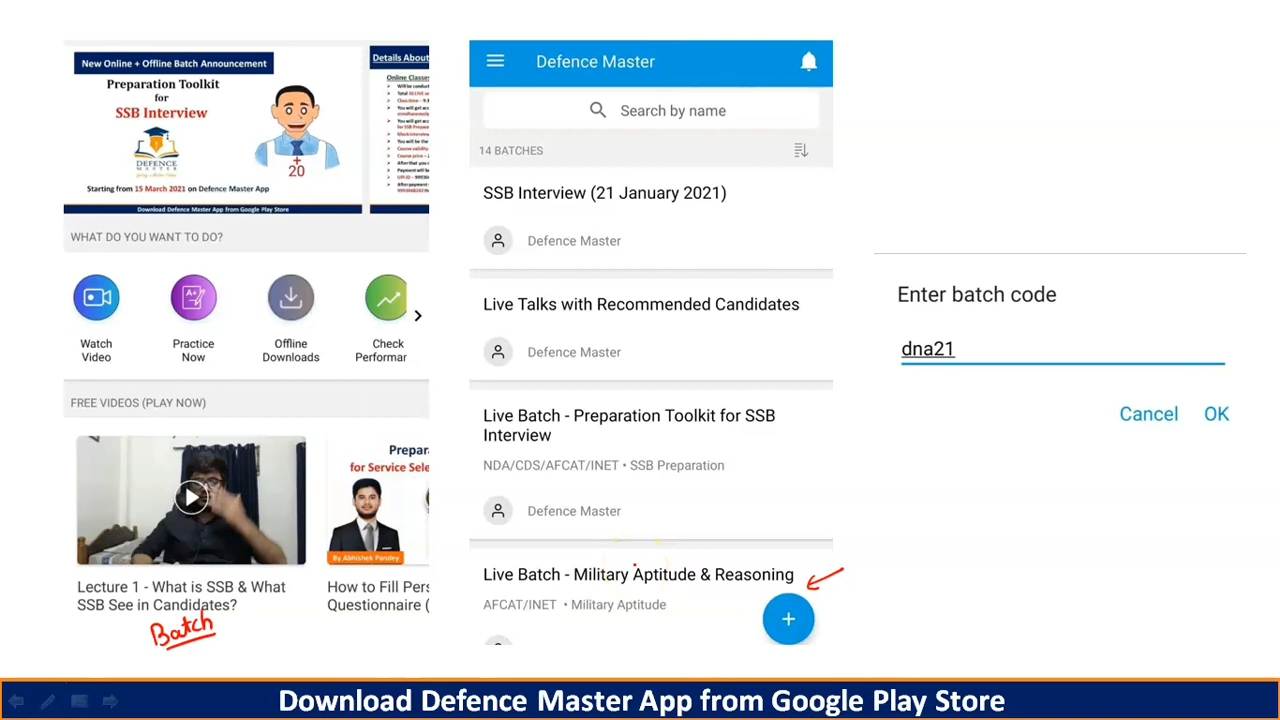 New Online + Offline Batch Announcement
Preparation Toolkit
for
SSB Interview
DEFENCE
MASTER
+
20
Starting from 15 March 2021 on Defence Master App
Download Defence Master App from Google Play Store
Details About
Online Classes
WHAT DO YOU WANT TO DO?
Watch
Video
A+
Practice
Now
Offline
Downloads
Check
Performan
FREE VIDEOS (PLAY NOW)
Prepara
for Service Sele
By Abhishek Pandey
Lecture 1 - What is SSB & What
SSB See in Candidates?
How to Fill Pers
Questionnaire (
Batch
Defence Master
Search by name
14 BATCHES
SSB Interview (21 January 2021)
Defence Master
Live Talks with Recommended Candidates
Defence Master
Live Batch - Preparation Toolkit for SSB
Interview
NDA/CDS/AFCAT/INET • SSB Preparation
Defence Master
Live Batch - Military Aptitude & Reasoning
AFCAT/INET • Military Aptitude
+
Enter batch code
dna21
Cancel OK
Download Defence Master App from Google Play Store